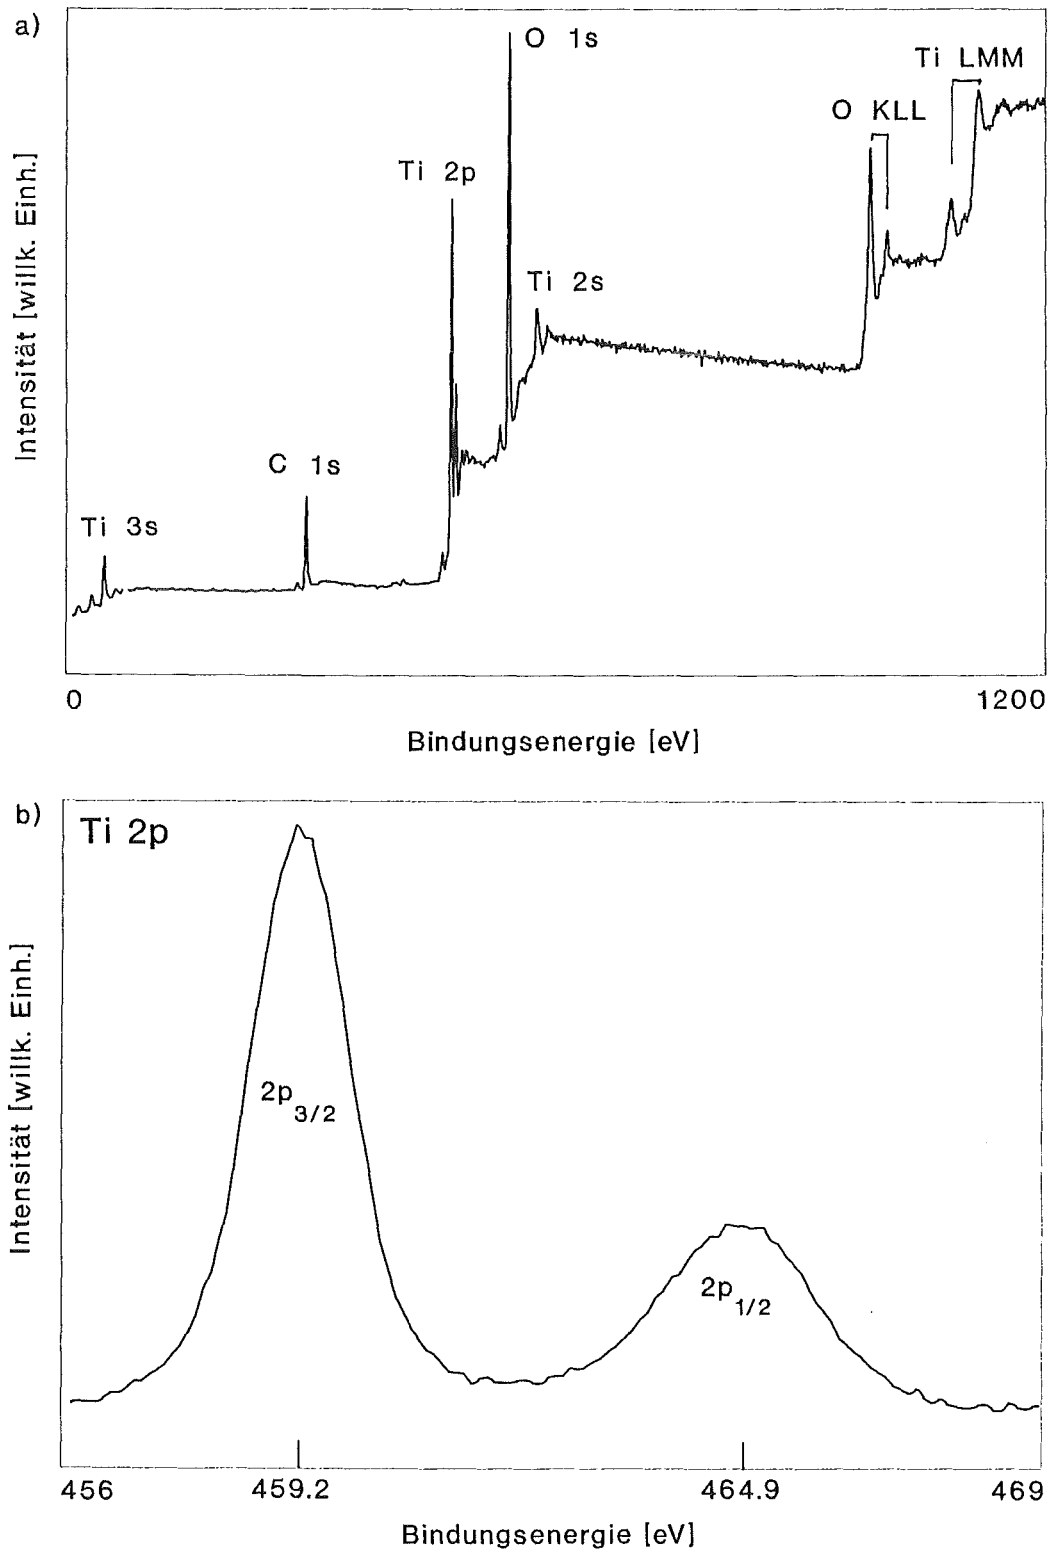 a)
O 1s
Ti LMM
O KLL
Ti 2p
Ti 2s
C 1s
Ti 3s
Intensität [willk. Einh.]
0
1200
Bindungsenergie [eV]
b)
Ti 2p
2p3/2
2p1/2
Intensität [willk. Einh.]
456
459.2
464.9
469
Bindungsenergie [eV]